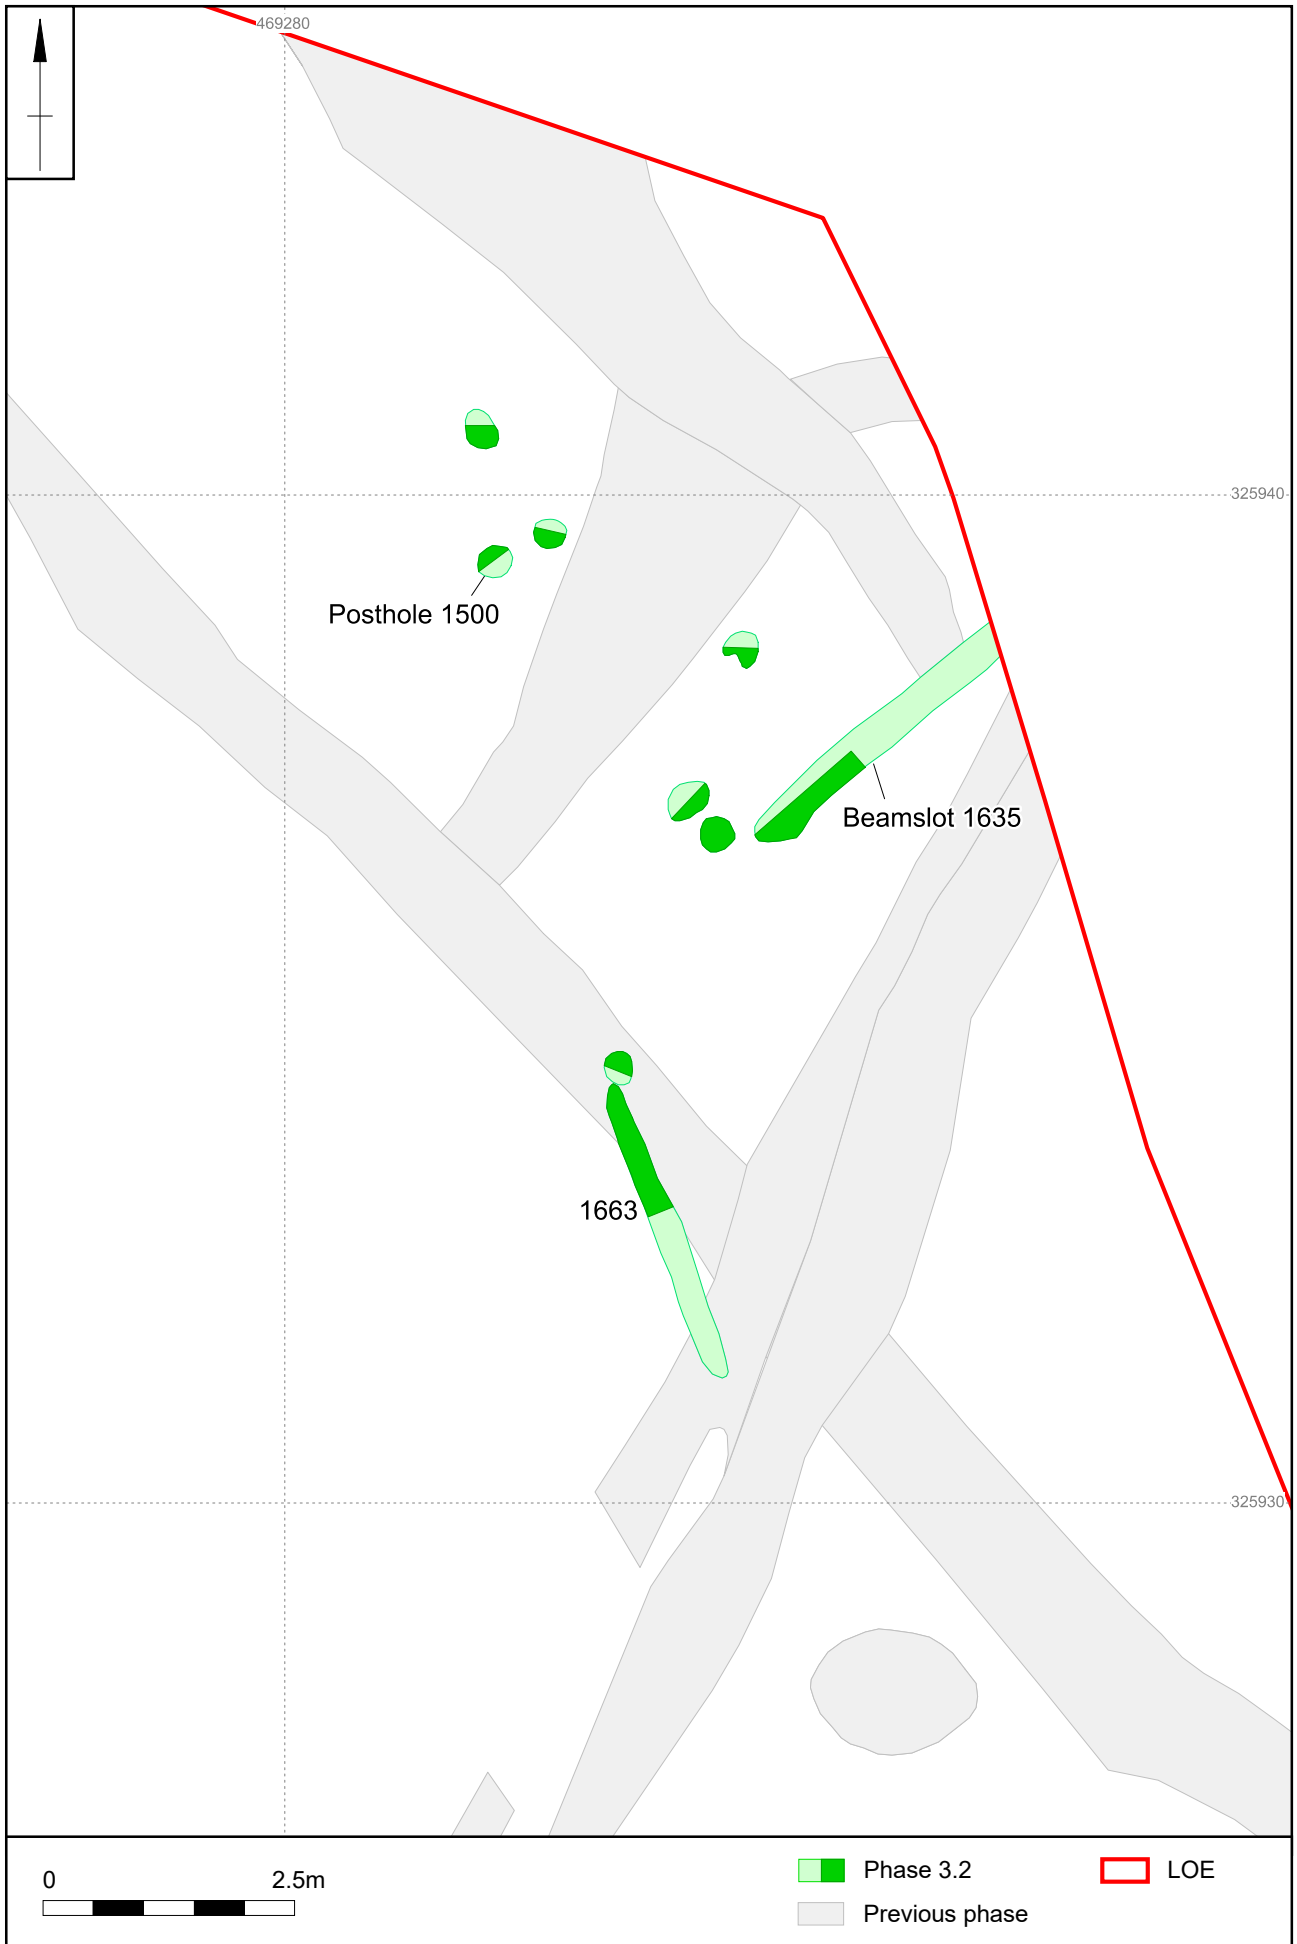 469280
325940
Posthole 1500
Beamslot 1635
1663
325930
0 2.5m
Phase 3.2
LOE
Previous phase